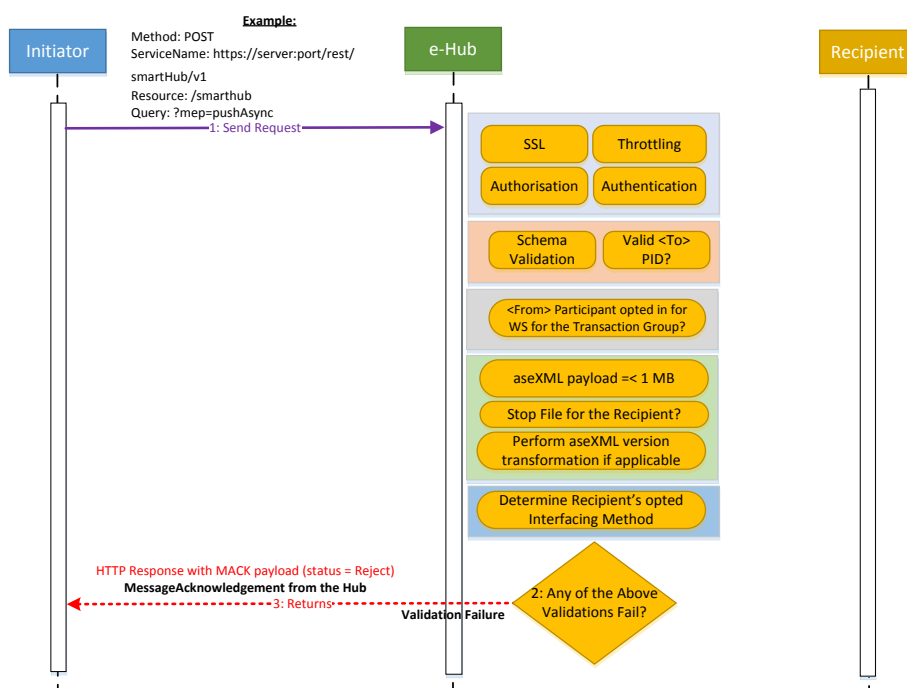 Example:
Method: POST
ServiceName: https://server:port/rest/
smartHub/v1
Resource: /smarthub
Query: ?mep=pushAsync
Initiator
e-Hub
Recipient
1: Send Request
SSL
Throttling
Authorisation
Authentication
Schema
Validation
Valid <To>
PID?
<From> Participant opted in for
WS for the Transaction Group?
aseXML payload =< 1 MB
Stop File for the Recipient?
Perform aseXML version
transformation if applicable
Determine Recipient's opted
Interfacing Method
HTTP Response with MACK payload (status = Reject)
MessageAcknowledgement from the Hub
3: Returns
Validation Failure
2: Any of the Above
Validations Fail?